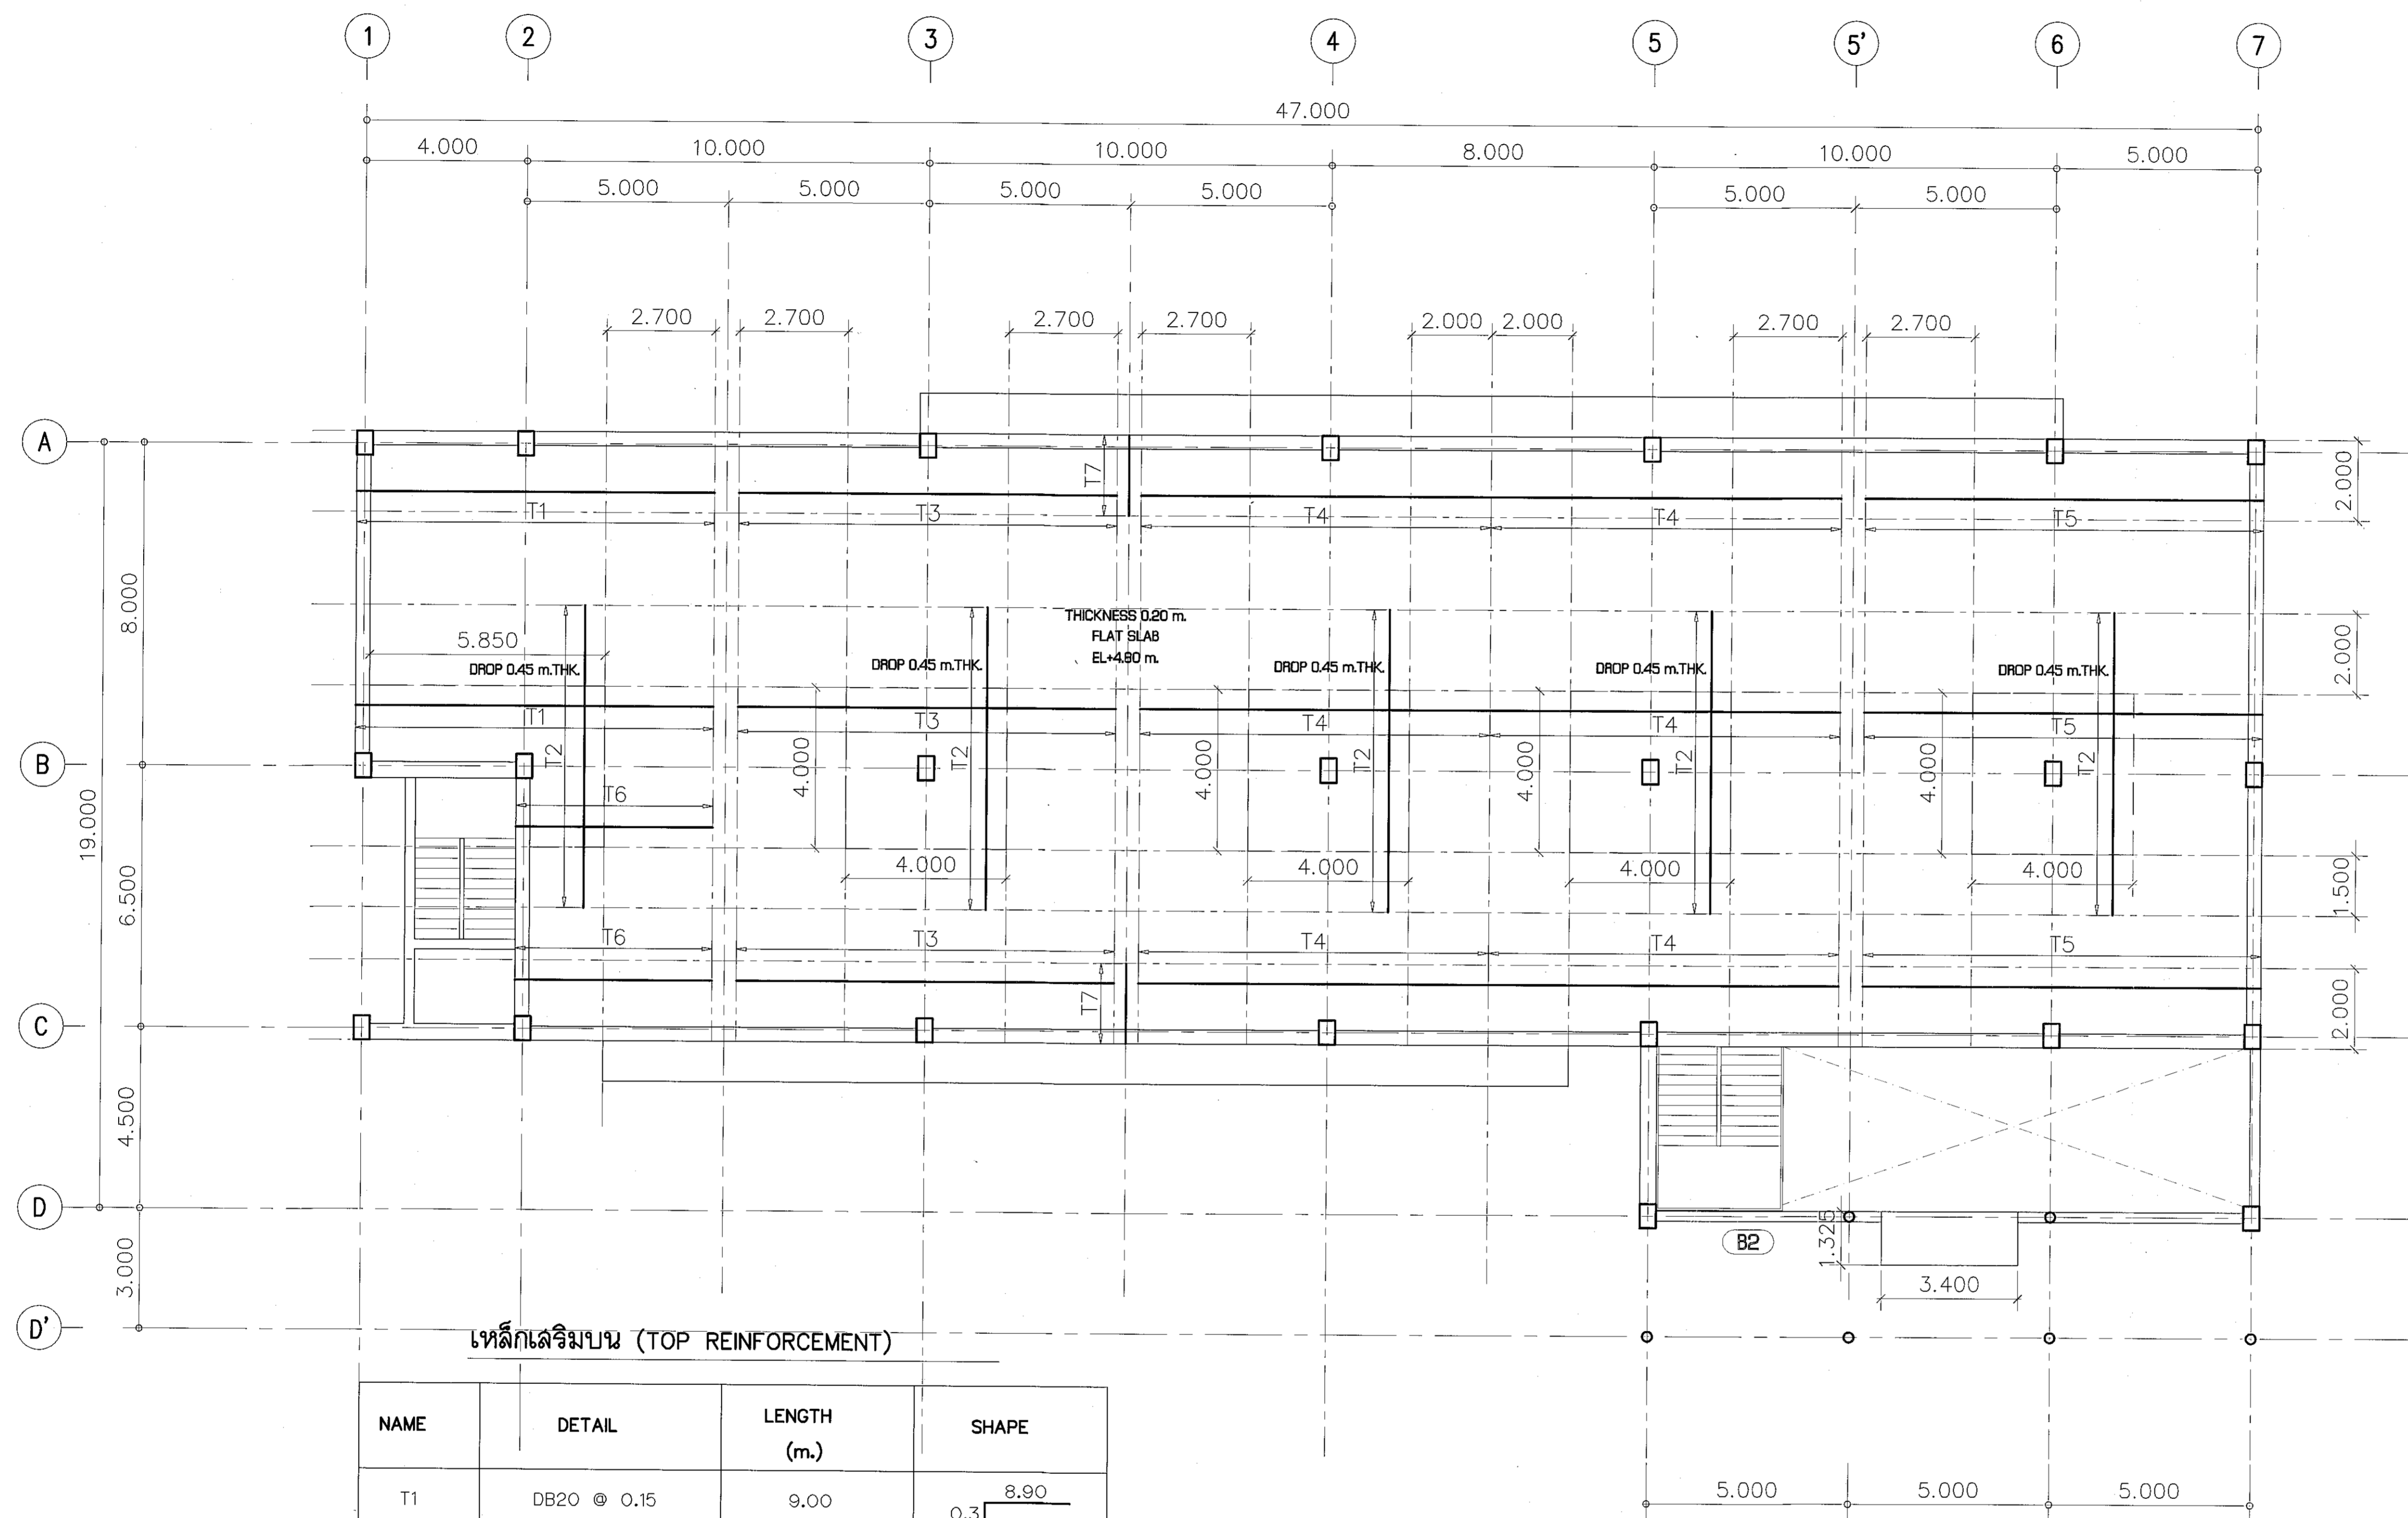 1 2 3 4 5 5' 6 7
47.000
4.000 10.000 10.000 8.000 10.000 5.000
5.000 5.000 5.000 5.000 5.000 5.000
2.700 2.700 2.700 2.700 2.000 2.000 2.700 2.700
A
T7
2.000
T1 T3 T4 T4 T5
8.000
THICKNESS 0.20 m.
FLAT SLAB
EL+4.80 m.
5.850
DROP 0.45 m.THK. DROP 0.45 m.THK. DROP 0.45 m.THK. DROP 0.45 m.THK. DROP 0.45 m.THK.
2.000
T1 T3 T4 T4 T5
B
T2 T2 T2 T2 T2
4.000 4.000 4.000 4.000
T6
19.000
4.000 4.000 4.000 4.000
6.500
1.500
T6 T3 T4 T4 T5
T7
2.000
C
4.500
D
1.325
B2
3.400
3.000
D'
เหล็กเสริมบน (TOP REINFORCEMENT)
NAME DETAIL LENGTH (m.) SHAPE
T1 DB20 @ 0.15 9.00 8.90
0.3
5.000 5.000 5.000